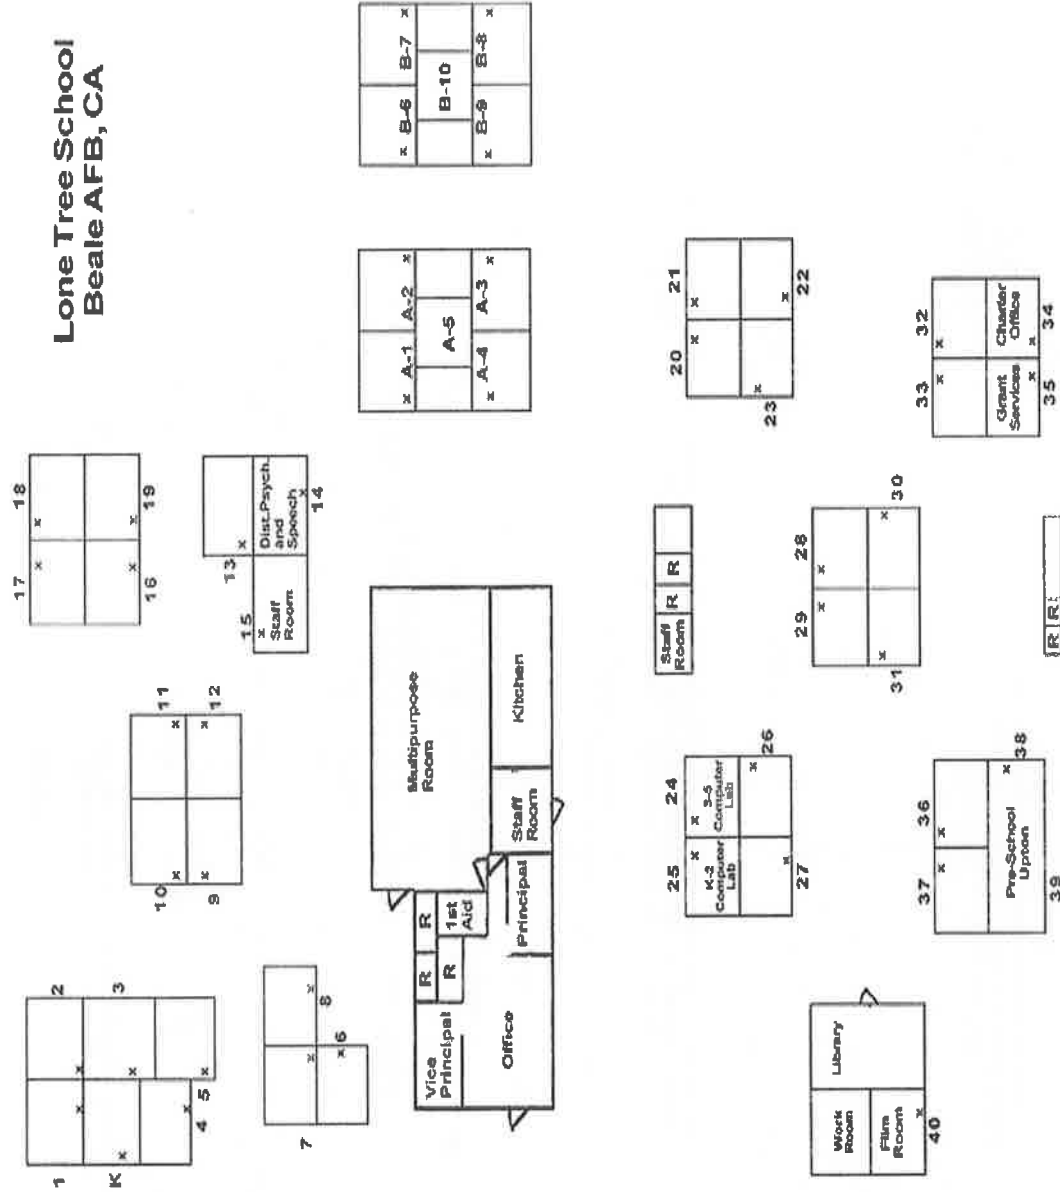 Lone Tree School
Beale AFB, CA
1
2
K
3
4
5
7
8
6
10
11
9
12
17
18
16
19
13
15
Staff
Room
Dist.Psych.
and
Speech
14
A-1
A-2
A-5
A-4
A-3
B-6
B-7
B-10
B-9
B-8
Multipurpose
Room
Kitchen
Staff
Room
Vice
Principal
R
R
R
1st
Aid
Office
Principal
Staff
Room
R
R
20
21
23
22
25
24
K-2
Computer
Lab
3-5
Computer
Lab
27
26
29
28
31
30
33
32
Grant
Services
Charter
Office
35
34
37
36
Pre-School
Upton
38
39
Work
Room
Film
Room
Library
40
R
R